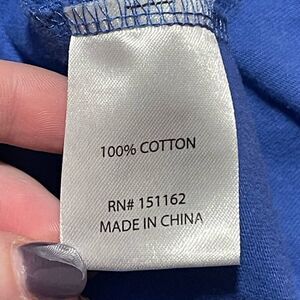 100% COTTON
RN# 151162
MADE IN CHINA